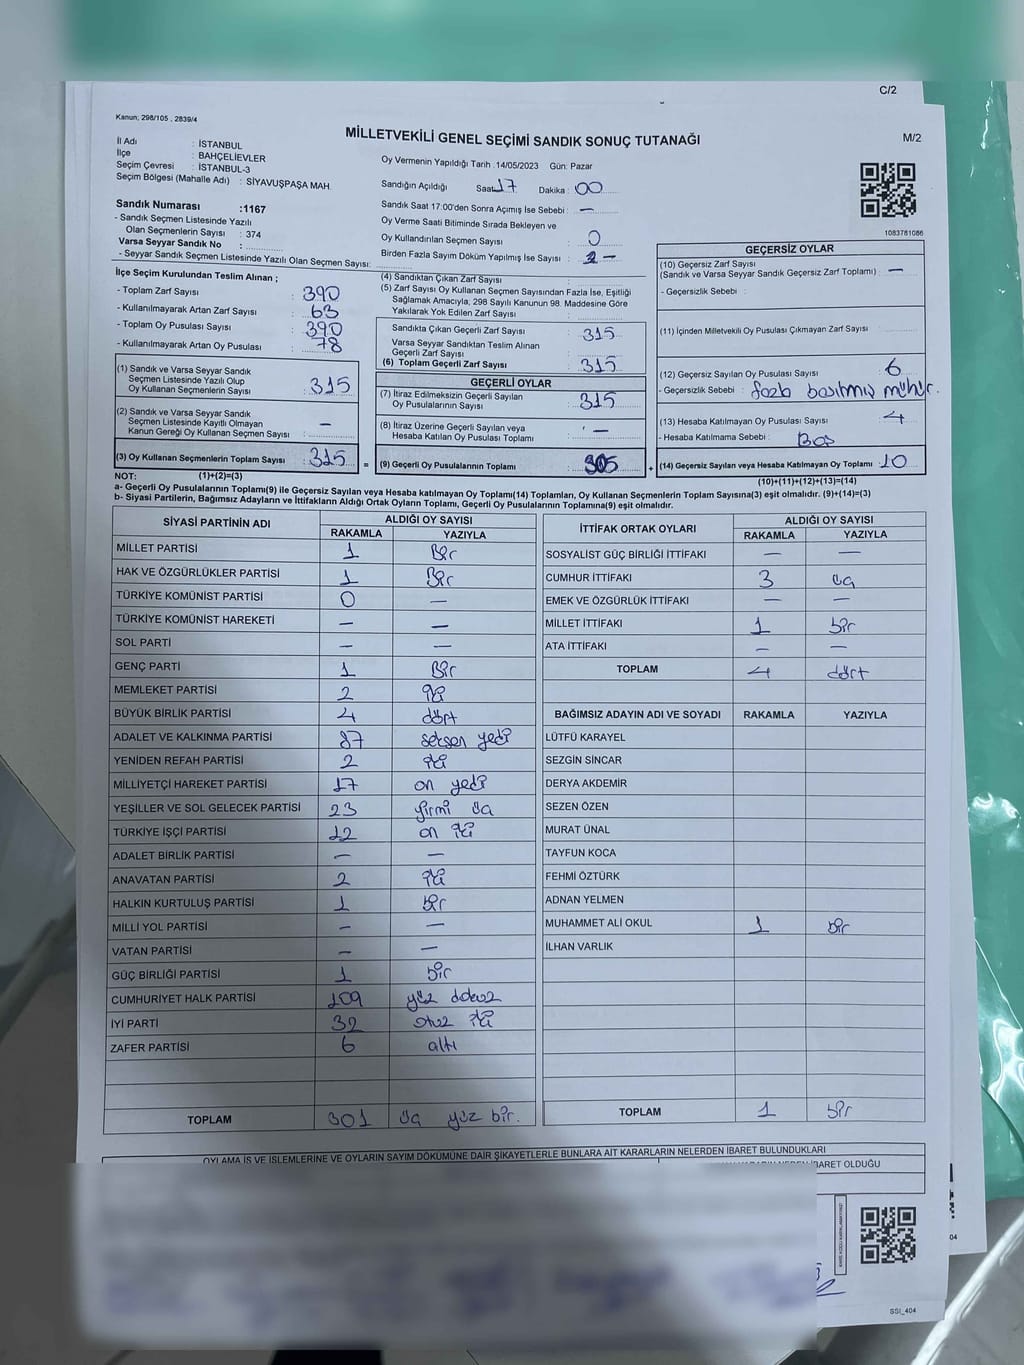 C/2
Kanun; 298/105 , 2839/4
MİLLETVEKİLİ GENEL SEÇİMİ SANDIK SONUÇ TUTANAĞI
M/2
İl Adı : İSTANBUL
İlçe : BAHÇELİEVLER
Seçim Çevresi : İSTANBUL-3
Seçim Bölgesi (Mahalle Adı) : SİYAVUŞPAŞA MAH.
Sandık Numarası :1167
- Sandık Seçmen Listesinde Yazılı
Olan Seçmenlerin Sayısı : 374
Varsa Seyyar Sandık No :
- Seyyar Sandık Seçmen Listesinde Yazılı Olan Seçmen Sayısı:
Oy Vermenin Yapıldığı Tarih :14/05/2023 Gün: Pazar
Sandığın Açıldığı Saat 17 Dakika : 00
Sandık Saat 17:00'den Sonra Açımış İse Sebebi : —
Oy Verme Saati Bitiminde Sırada Bekleyen ve
Oy Kullandırılan Seçmen Sayısı : 0
Birden Fazla Sayım Döküm Yapılmış İse Sayısı : —
1083781086
İlçe Seçim Kurulundan Teslim Alınan ;
- Toplam Zarf Sayısı : 390
- Kullanılmayarak Artan Zarf Sayısı : 63
- Toplam Oy Pusulası Sayısı : 390
- Kullanılmayarak Artan Oy Pusulası : 78
(1) Sandık ve Varsa Seyyar Sandık
Seçmen Listesinde Yazılı Olup
Oy Kullanan Seçmenlerin Sayısı : 315
(2) Sandık ve Varsa Seyyar Sandık
Seçmen Listesinde Kayıtlı Olmayan
Kanun Gereği Oy Kullanan Seçmen Sayısı : —
(3) Oy Kullanan Seçmenlerin Toplam Sayısı : 315
(4) Sandıktan Çıkan Zarf Sayısı :
(5) Zarf Sayısı Oy Kullanan Seçmen Sayısından Fazla İse, Eşitliği
Sağlamak Amacıyla, 298 Sayılı Kanunun 98. Maddesine Göre
Yakılarak Yok Edilen Zarf Sayısı :
Sandıkta Çıkan Geçerli Zarf Sayısı : 315
Varsa Seyyar Sandıktan Teslim Alınan
Geçerli Zarf Sayısı
(6) Toplam Geçerli Zarf Sayısı : 315
GEÇERLİ OYLAR
(7) İtiraz Edilmeksizin Geçerli Sayılan
Oy Pusulalarının Sayısı : 315
(8) İtiraz Üzerine Geçerli Sayılan veya
Hesaba Katılan Oy Pusulası Toplamı : —
= (9) Geçerli Oy Pusulalarının Toplamı : 305
GEÇERSİZ OYLAR
(10) Geçersiz Zarf Sayısı
(Sandık ve Varsa Seyyar Sandık Geçersiz Zarf Toplamı) : —
- Geçersizlik Sebebi :
(11) İçinden Milletvekili Oy Pusulası Çıkmayan Zarf Sayısı
(12) Geçersiz Sayılan Oy Pusulası Sayısı : 6
- Geçersizlik Sebebi : fazla basılmış mühür.
(13) Hesaba Katılmayan Oy Pusulası Sayısı : 4
- Hesaba Katılmama Sebebi : Boş
+ (14) Geçersiz Sayılan veya Hesaba Katılmayan Oy Toplamı : 10
NOT: (1)+(2)=(3)
(10)+(11)+(12)+(13)=(14)
a- Geçerli Oy Pusulalarının Toplamı(9) ile Geçersiz Sayılan veya Hesaba katılmayan Oy Toplamı(14) Toplamları, Oy Kullanan Seçmenlerin Toplam Sayısına(3) eşit olmalıdır. (9)+(14)=(3)
b- Siyasi Partilerin, Bağımsız Adayların ve İttifakların Aldığı Ortak Oyların Toplamı, Geçerli Oy Pusulalarının Toplamına(9) eşit olmalıdır.
SİYASİ PARTİNİN ADI ALDIĞI OY SAYISI
RAKAMLA YAZIYLA
MİLLET PARTİSİ 1 Bir
HAK VE ÖZGÜRLÜKLER PARTİSİ 1 Bir
TÜRKİYE KOMÜNİST PARTİSİ 0 —
TÜRKİYE KOMÜNİST HAREKETİ — —
SOL PARTİ — —
GENÇ PARTİ 1 Bir
MEMLEKET PARTİSİ 2 iki
BÜYÜK BİRLİK PARTİSİ 4 dört
ADALET VE KALKINMA PARTİSİ 87 seksen yedi
YENİDEN REFAH PARTİSİ 2 iki
MİLLİYETÇİ HAREKET PARTİSİ 17 on yedi
YEŞİLLER VE SOL GELECEK PARTİSİ 23 yirmi üç
TÜRKİYE İŞÇİ PARTİSİ 12 on iki
ADALET BİRLİK PARTİSİ — —
ANAVATAN PARTİSİ 2 iki
HALKIN KURTULUŞ PARTİSİ 1 bir
MİLLİ YOL PARTİSİ — —
VATAN PARTİSİ — —
GÜÇ BİRLİĞİ PARTİSİ 1 bir
CUMHURİYET HALK PARTİSİ 109 yüz dokuz
İYİ PARTİ 32 otuz iki
ZAFER PARTİSİ 6 altı
TOPLAM 301 üç yüz bir.
İTTİFAK ORTAK OYLARI ALDIĞI OY SAYISI
RAKAMLA YAZIYLA
SOSYALİST GÜÇ BİRLİĞİ İTTİFAKI — —
CUMHUR İTTİFAKI 3 üç
EMEK VE ÖZGÜRLÜK İTTİFAKI — —
MİLLET İTTİFAKI 1 bir
ATA İTTİFAKI — —
TOPLAM 4 dört
BAĞIMSIZ ADAYIN ADI VE SOYADI RAKAMLA YAZIYLA
LÜTFÜ KARAYEL
SEZGİN SİNCAR
DERYA AKDEMİR
SEZEN ÖZEN
MURAT ÜNAL
TAYFUN KOCA
FEHMİ ÖZTÜRK
ADNAN YELMEN
MUHAMMET ALİ OKUL 1 bir
İLHAN VARLIK
TOPLAM 1 bir
OYLAMA İŞ VE İŞLEMLERİNE VE OYLARIN SAYIM DÖKÜMÜNE DAİR ŞİKAYETLERLE BUNLARA AİT KARARLARIN NELERDEN İBARET BULUNDUKLARI
NEDEN İBARET OLDUĞU
04
SSI_404